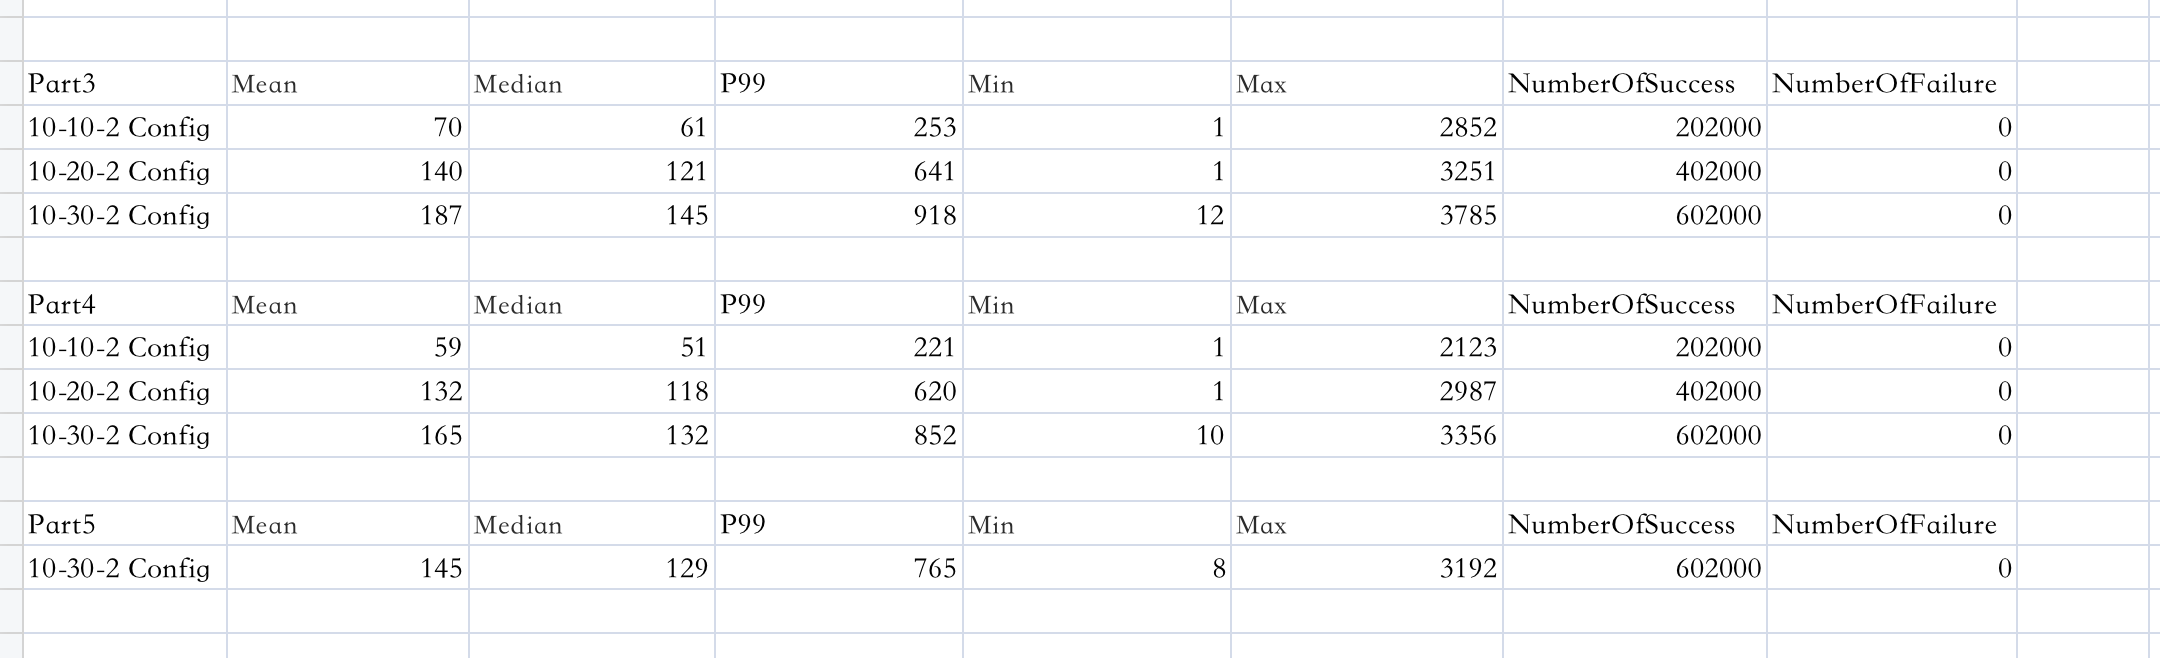 Part3 Mean Median P99 Min Max NumberOfSuccess NumberOfFailure
10-10-2 Config 70 61 253 1 2852 202000 0
10-20-2 Config 140 121 641 1 3251 402000 0
10-30-2 Config 187 145 918 12 3785 602000 0
Part4 Mean Median P99 Min Max NumberOfSuccess NumberOfFailure
10-10-2 Config 59 51 221 1 2123 202000 0
10-20-2 Config 132 118 620 1 2987 402000 0
10-30-2 Config 165 132 852 10 3356 602000 0
Part5 Mean Median P99 Min Max NumberOfSuccess NumberOfFailure
10-30-2 Config 145 129 765 8 3192 602000 0